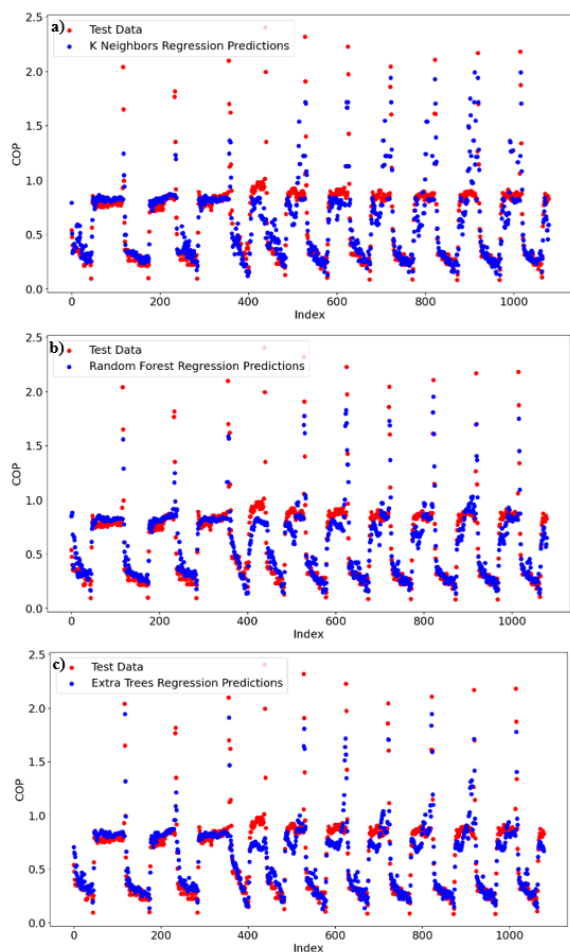 a)
Test Data
K Neighbors Regression Predictions
2.5
2.0
1.5
1.0
0.5
0.0
COP
0 200 400 600 800 1000
Index
b)
Test Data
Random Forest Regression Predictions
2.5
2.0
1.5
1.0
0.5
0.0
COP
0 200 400 600 800 1000
Index
c)
Test Data
Extra Trees Regression Predictions
2.5
2.0
1.5
1.0
0.5
0.0
COP
0 200 400 600 800 1000
Index